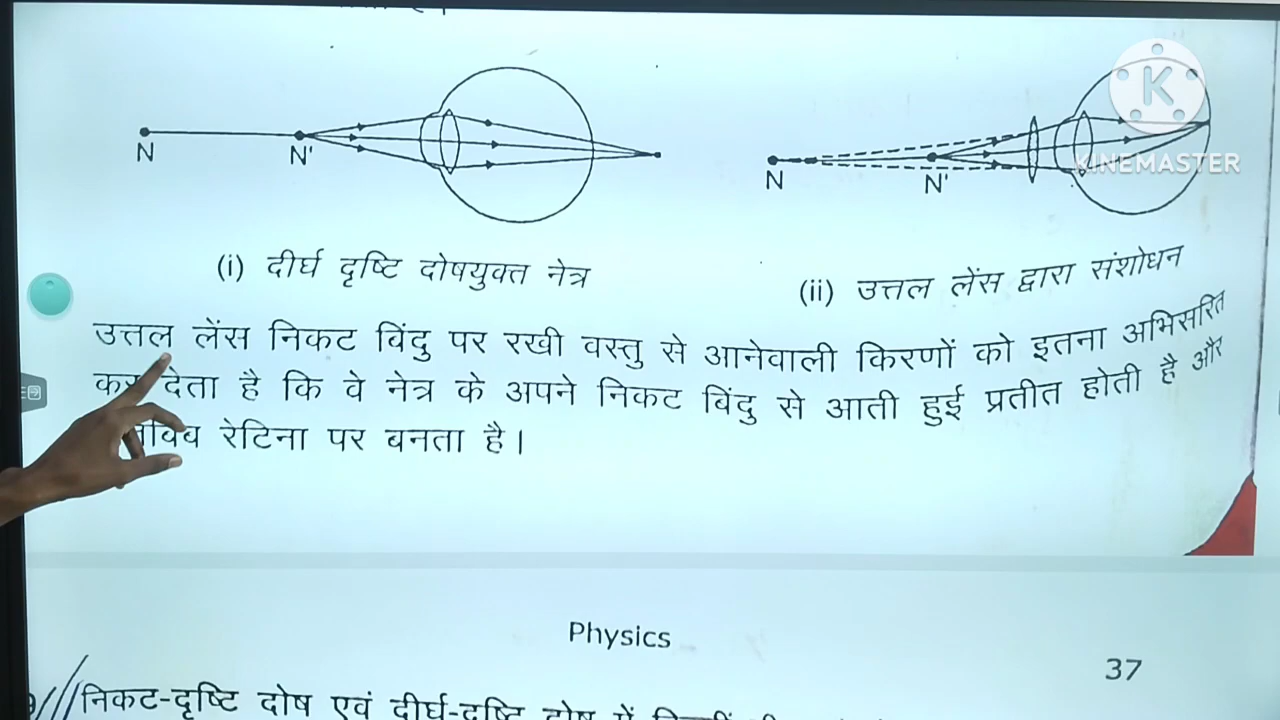 N
N'
N
N'
K
KINEMASTER
(i) दीर्घ दृष्टि दोषयुक्त नेत्र
(ii) उत्तल लेंस द्वारा संशोधन
उत्तल लेंस निकट विंदु पर रखी वस्तु से आनेवाली किरणों को इतना अभिसरित
कर देता है कि वे नेत्र के अपने निकट विंदु से आती हुई प्रतीत होती है और
रेटिना पर बनता है।
Physics
37
निकट-दृष्टि दोष एवं दीर्घ-दृष्टि दोष में